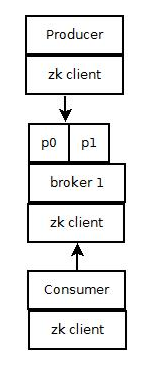 Producer
zk client
p0 p1
broker 1
zk client
Consumer
zk client